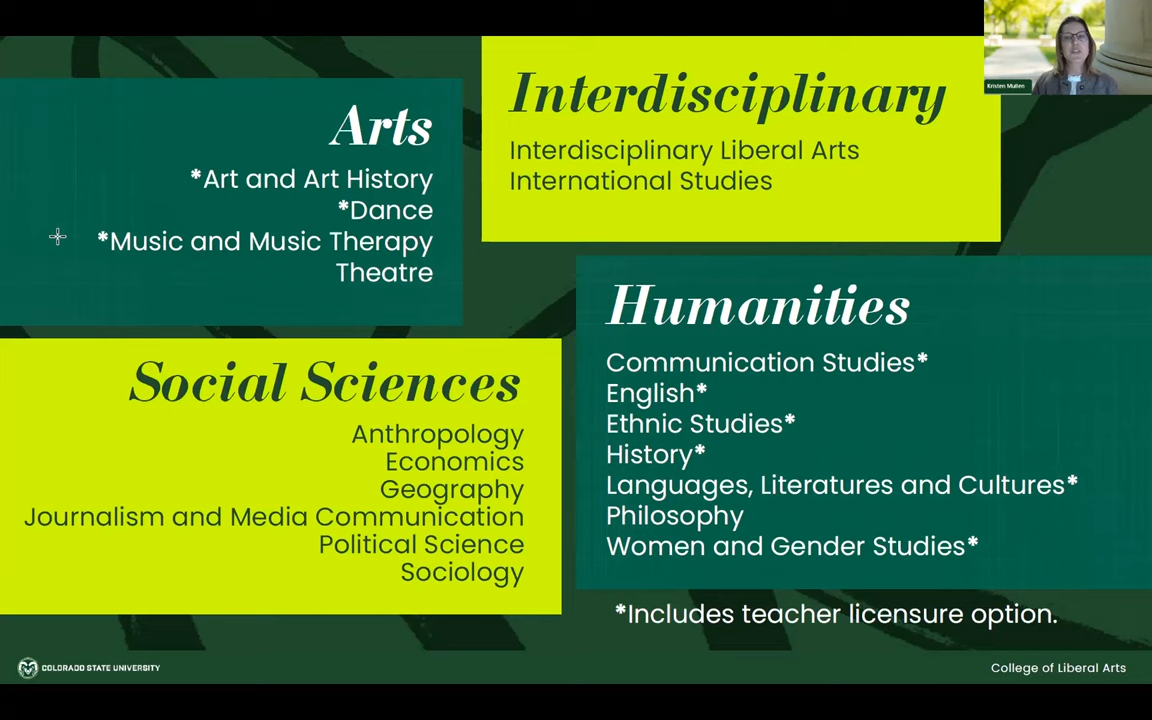 Arts
*Art and Art History
*Dance
*Music and Music Therapy
Theatre
Interdisciplinary
Interdisciplinary Liberal Arts
International Studies
Kristen Mullen
Social Sciences
Anthropology
Economics
Geography
Journalism and Media Communication
Political Science
Sociology
Humanities
Communication Studies*
English*
Ethnic Studies*
History*
Languages, Literatures and Cultures*
Philosophy
Women and Gender Studies*
*Includes teacher licensure option.
COLORADO STATE UNIVERSITY
College of Liberal Arts